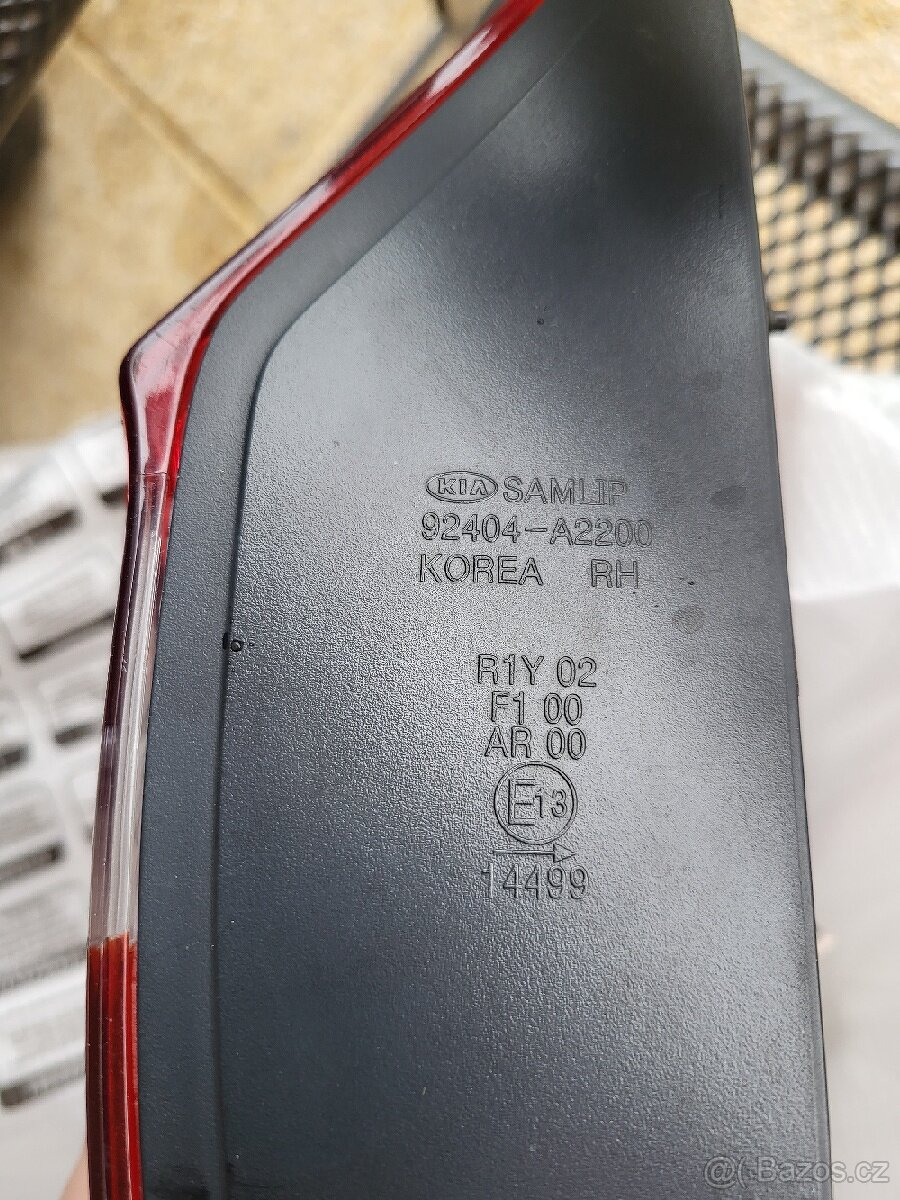 KIA SAMLIP
92404-A2200
KOREA RH
R1Y 02
F1 00
AR 00
E13
14499
@( Bazos.cz